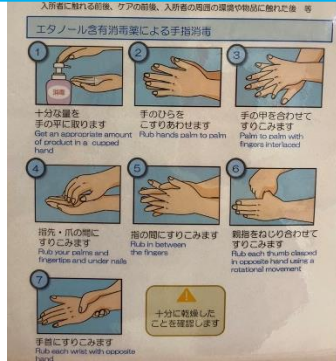 入所者に触れる前後、ケアの前後、入所者の周囲の環境や物品に触れた後 等
エタノール含有消毒薬による手指消毒
1
消毒
十分な量を
手の平に取ります
Get an appropriate amount
of product in a cupped
hand
2
手のひらを
こすりあわせます
Rub hands palm to palm
3
手の甲を合わせて
すりこみます
Palm to palm with
fingers interlaced
4
指先・爪の間に
すりこみます
Rub your palms and
fingertips and under nails
5
指の間にすりこみます
Rub in between
the fingers
6
親指をねじり合わせて
すりこみます
Rub each thumb clasped
in opposite hand using a
rotational movement
7
手首にすりこみます
Rub each wrist with opposite
hand
十分に乾燥した
ことを確認します